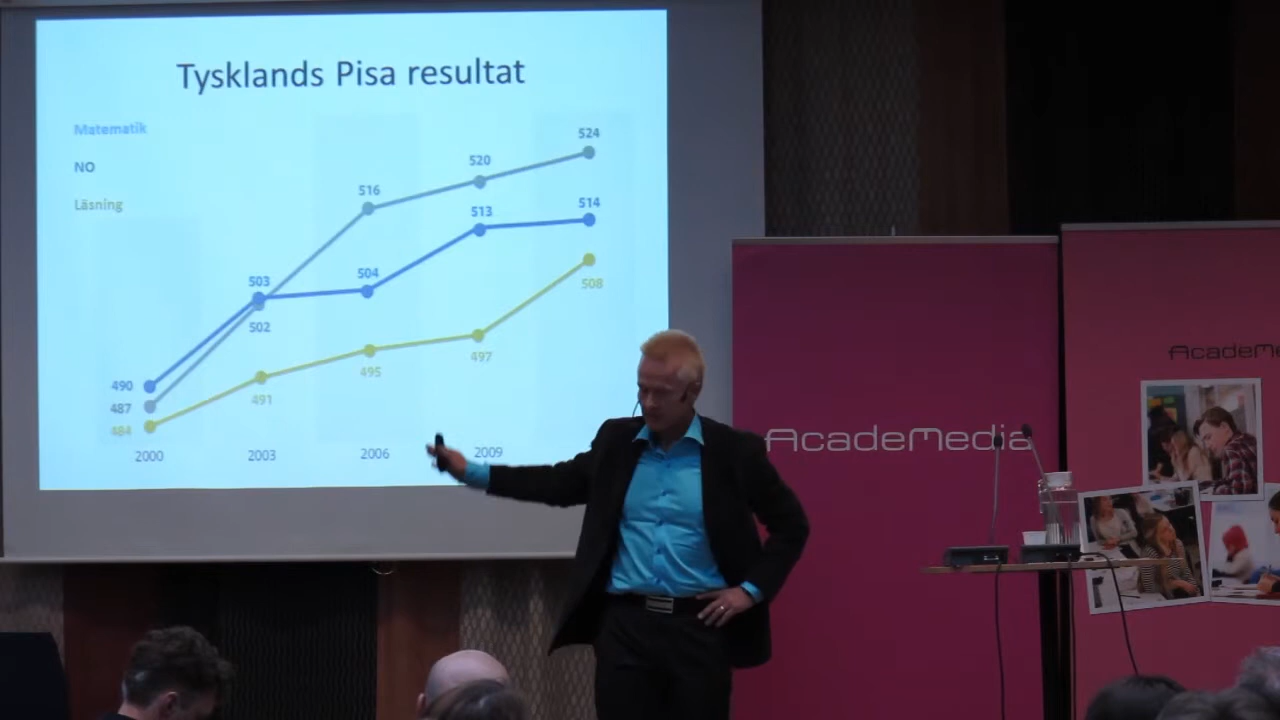 Tysklands Pisa resultat
Matematik
NO
Läsning
524
520
516
514
513
508
503
504
502
497
495
491
490
487
484
2000 2003 2006 2009
AcadeMedia
AcadeMe